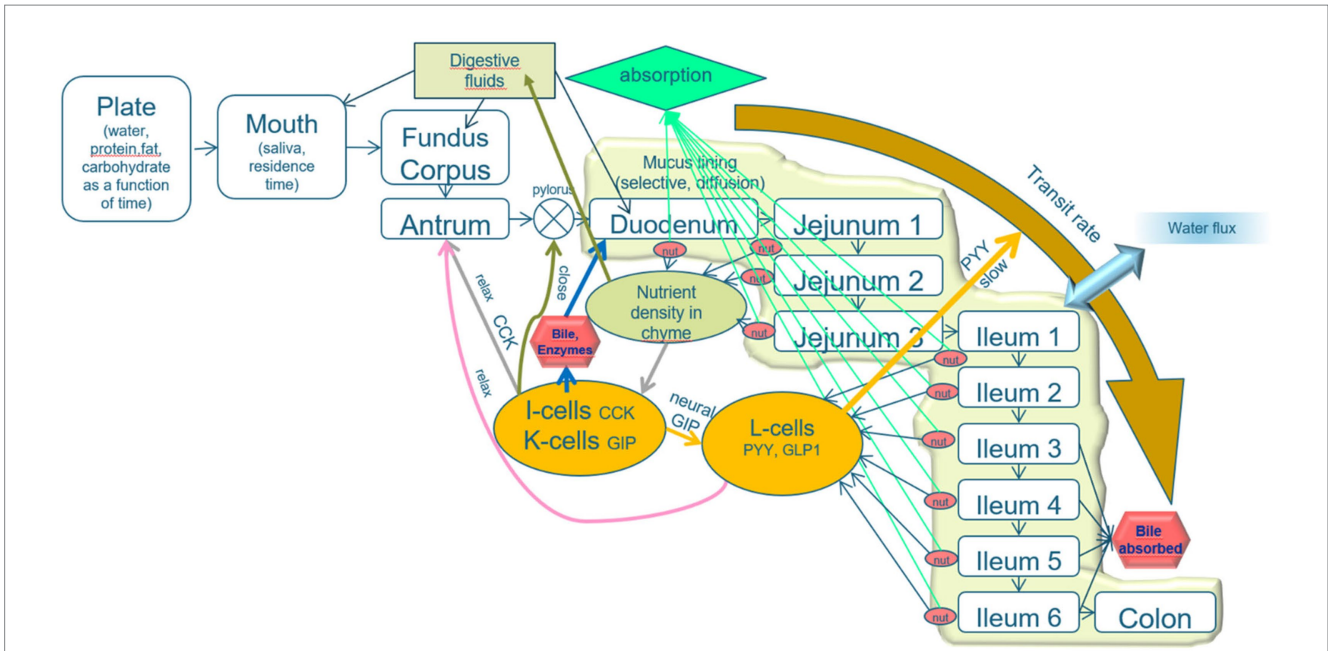 Digestive
fluids
absorption
Plate
(water,
protein,fat,
carbohydrate
as a function
of time)
Mouth
(saliva,
residence
time)
Fundus
Corpus
Mucus lining
(selective, diffusion)
Transit rate
pylorus
Antrum
Duodenum
Jejunum 1
Water flux
nut
nut
PYY
slow
close
relax
CCK
Nutrient
density in
chyme
nut
Jejunum 2
Bile,
Enzymes
nut
Jejunum 3
Ileum 1
nut
relax
I-cells CCK
K-cells GIP
neural
GIP
L-cells
PYY, GLP1
nut
Ileum 2
nut
Ileum 3
nut
Ileum 4
Bile
absorbed
nut
Ileum 5
nut
Ileum 6
Colon